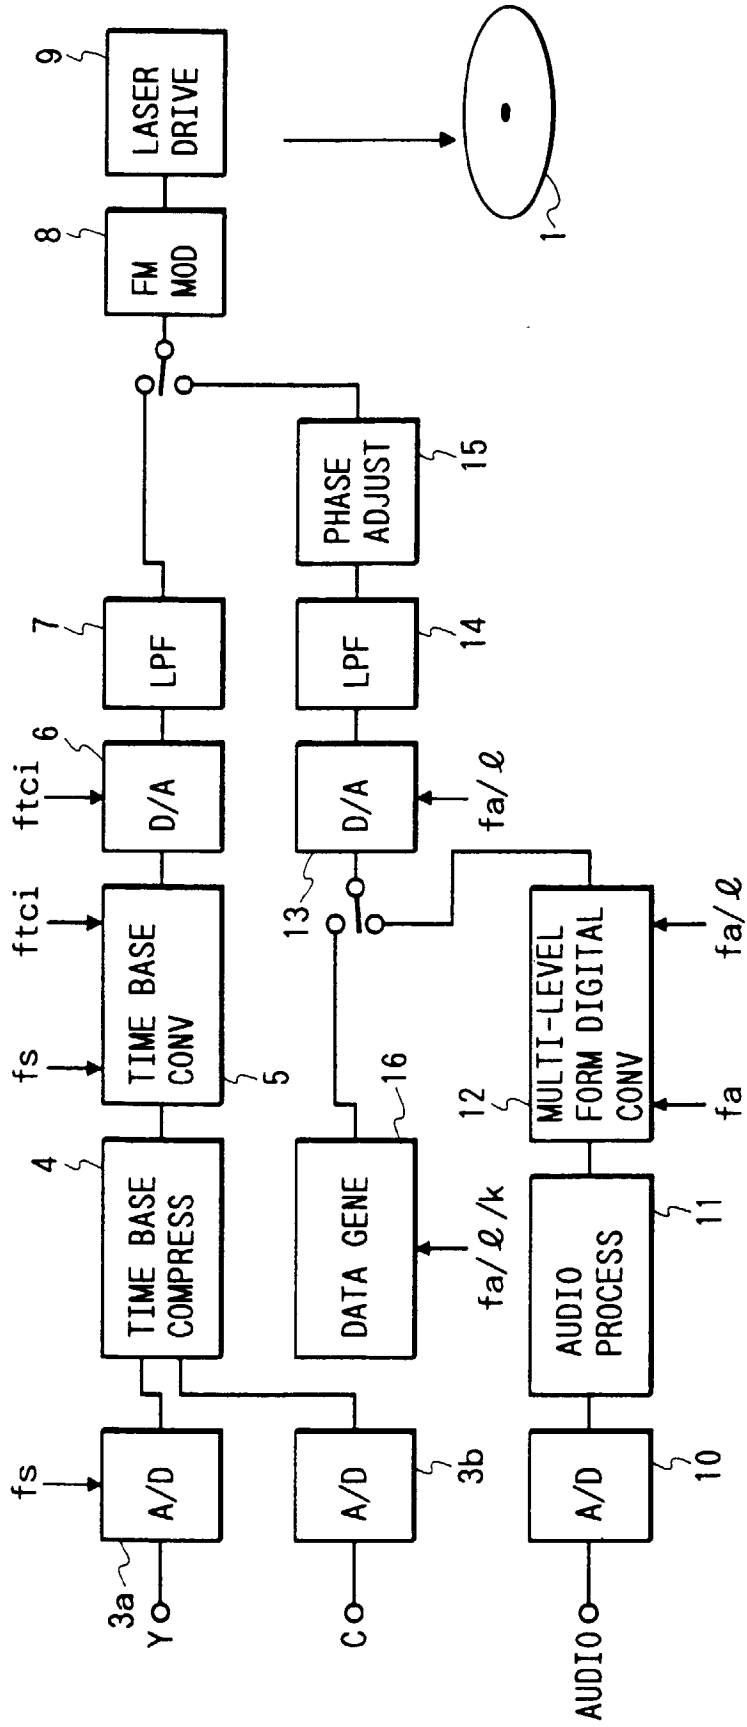 fs
fs
ftci
ftci
3a
4
5
6
7
8
9
Y
A/D
TIME BASE
COMPRESS
TIME BASE
CONV
D/A
LPF
FM
MOD
LASER
DRIVE
C
A/D
3b
DATA GENE
16
fa/ℓ/k
13
D/A
fa/ℓ
LPF
14
PHASE
ADJUST
15
1
AUDIO
A/D
10
AUDIO
PROCESS
11
12
MULTI-LEVEL
FORM DIGITAL
CONV
fa
fa/ℓ